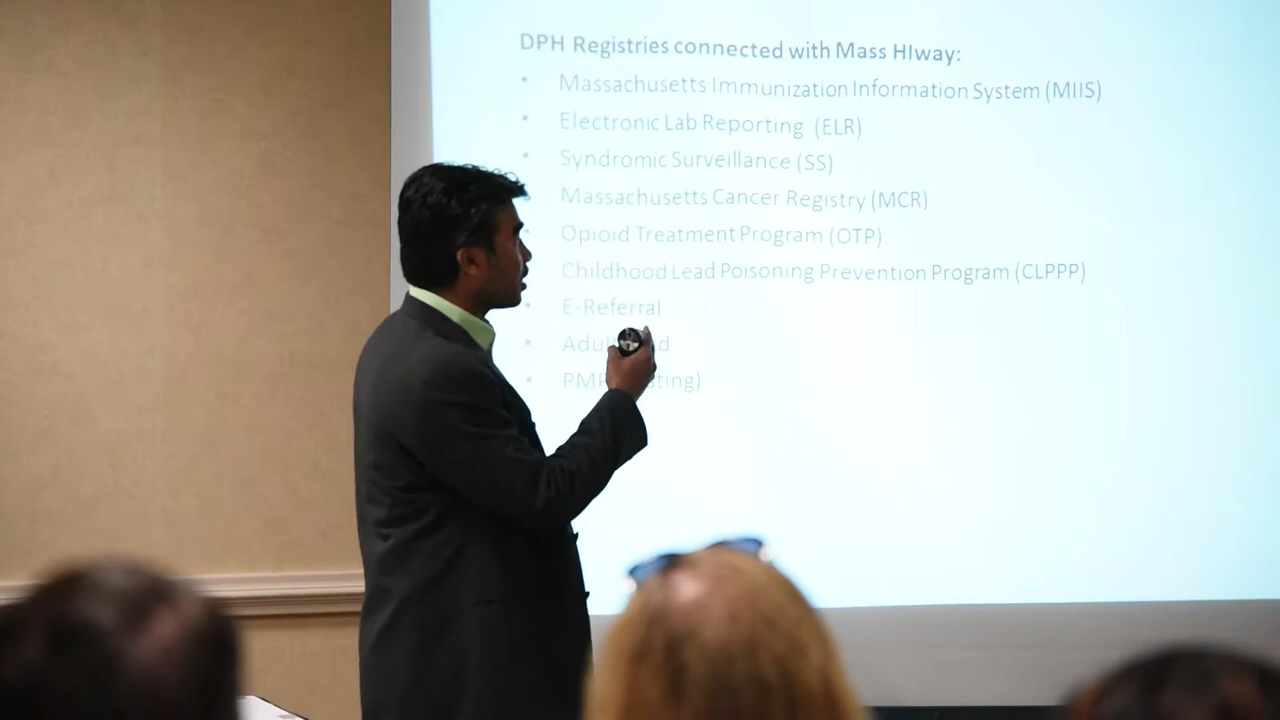 DPH Registries connected with Mass HIway:
• Massachusetts Immunization Information System (MIIS)
• Electronic Lab Reporting (ELR)
• Syndromic Surveillance (SS)
Massachusetts Cancer Registry (MCR)
Opioid Treatment Program (OTP)
Childhood Lead Poisoning Prevention Program (CLPPP)
• E-Referral